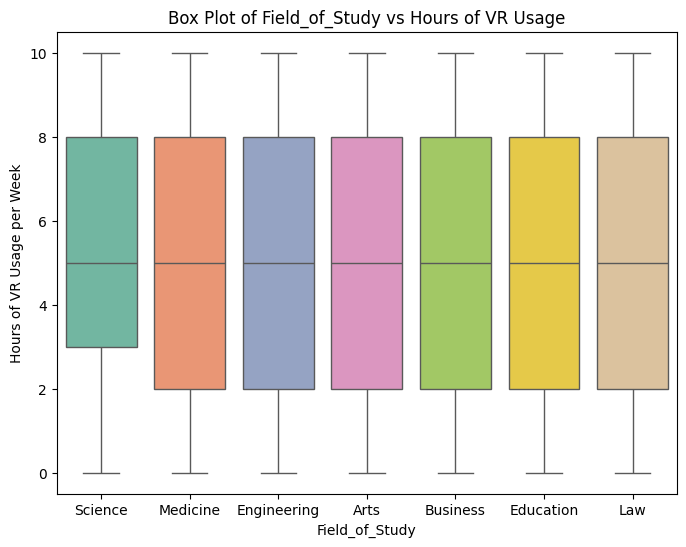 Box Plot of Field_of_Study vs Hours of VR Usage
Hours of VR Usage per Week
10
8
6
4
2
0
Science Medicine Engineering Arts Business Education Law
Field_of_Study